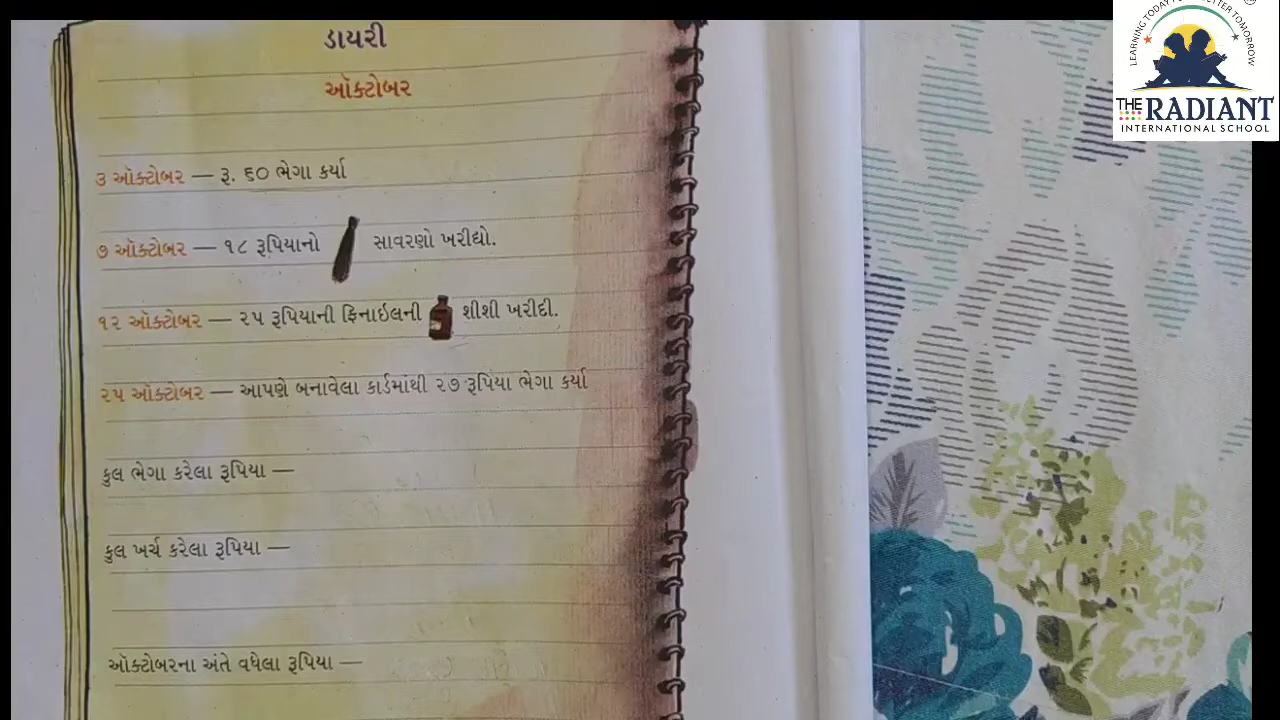 ડાયરી
ઑક્ટોબર
૩ ઑક્ટોબર — રૂ. ૬૦ ભેગા કર્યા
૭ ઑક્ટોબર — ૧૮ રૂપિયાનો સાવરણો ખરીદ્યો.
૧૨ ઑક્ટોબર — ૨૫ રૂપિયાની ફિનાઇલની શીશી ખરીદી.
૨૫ ઑક્ટોબર — આપણે બનાવેલા કાર્ડમાંથી ૨૭ રૂપિયા ભેગા કર્યા
કુલ ભેગા કરેલા રૂપિયા —
કુલ ખર્ચ કરેલા રૂપિયા —
ઑક્ટોબરના અંતે વધેલા રૂપિયા —
THE RADIANT
INTERNATIONAL SCHOOL